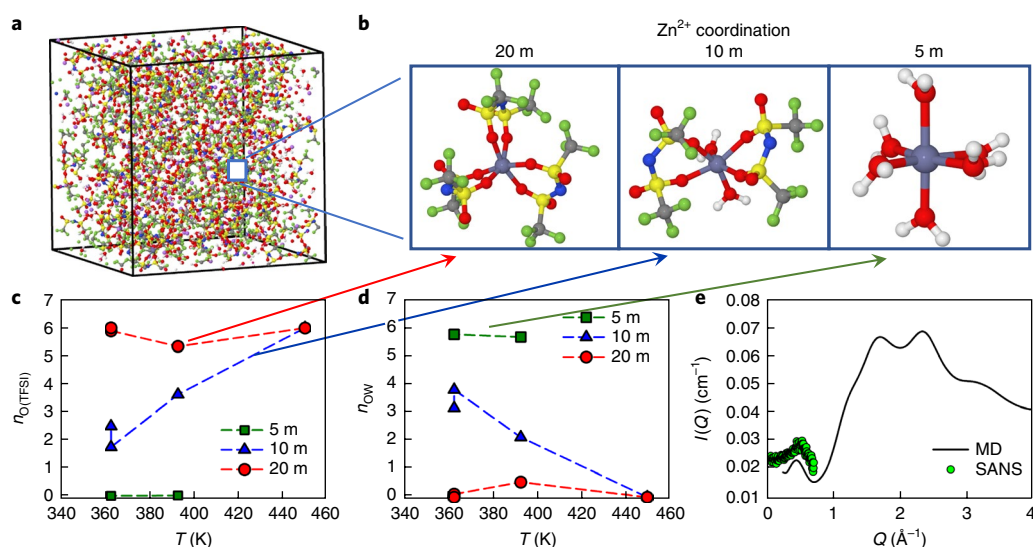 a
b
Zn2+ coordination
20 m
10 m
5 m
c
7
6
5
4
3
2
1
0
nO(TFSI)
340 360 380 400 420 440 460
T (K)
5 m
10 m
20 m
d
7
6
5
4
3
2
1
0
nOW
340 360 380 400 420 440 460
T (K)
5 m
10 m
20 m
e
0.08
0.07
0.06
0.05
0.04
0.03
0.02
0.01
I(Q) (cm−1)
0 1 2 3 4
Q (Å−1)
MD
SANS